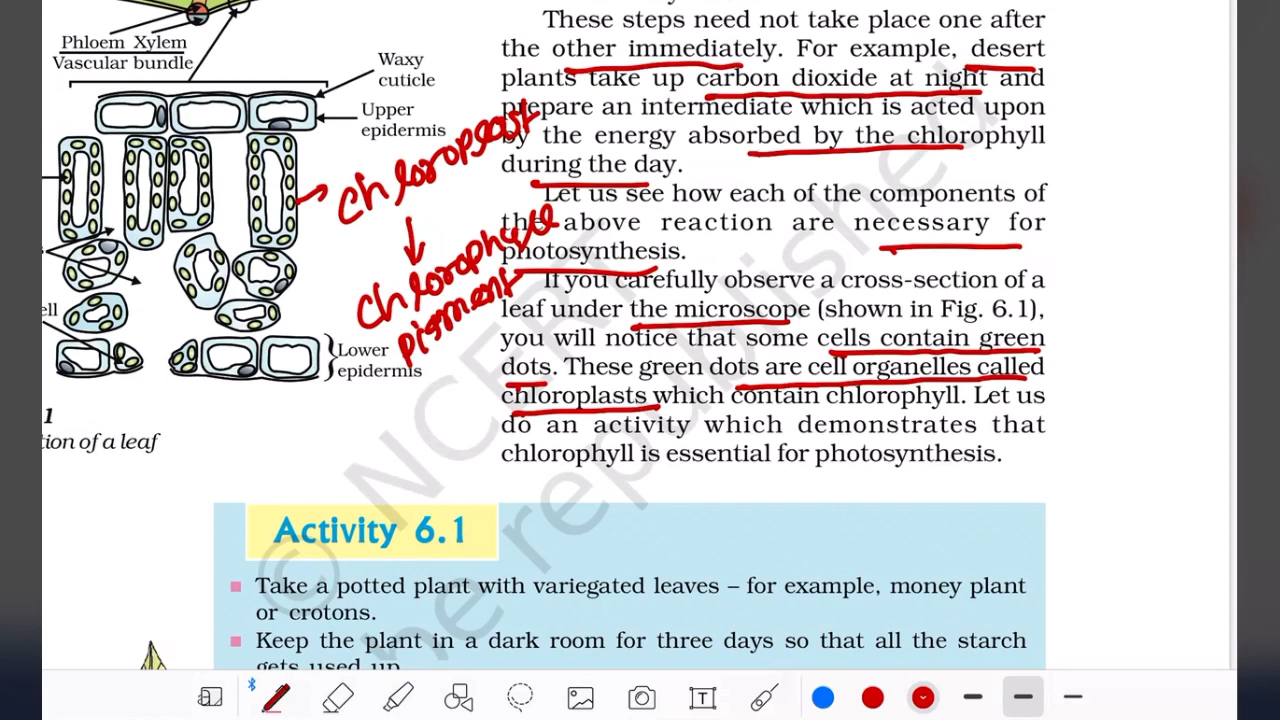 Phloem Xylem
Vascular bundle
Waxy
cuticle
Upper
epidermis
Chloroplast
Chlorophyll
pigment
ell
Lower
epidermis
1
tion of a leaf
These steps need not take place one after
the other immediately. For example, desert
plants take up carbon dioxide at night and
prepare an intermediate which is acted upon
by the energy absorbed by the chlorophyll
during the day.
Let us see how each of the components of
the above reaction are necessary for
photosynthesis.
If you carefully observe a cross-section of a
leaf under the microscope (shown in Fig. 6.1),
you will notice that some cells contain green
dots. These green dots are cell organelles called
chloroplasts which contain chlorophyll. Let us
do an activity which demonstrates that
chlorophyll is essential for photosynthesis.
© NCERT
be republished
Activity 6.1
Take a potted plant with variegated leaves – for example, money plant
or crotons.
Keep the plant in a dark room for three days so that all the starch
gets used up.
T